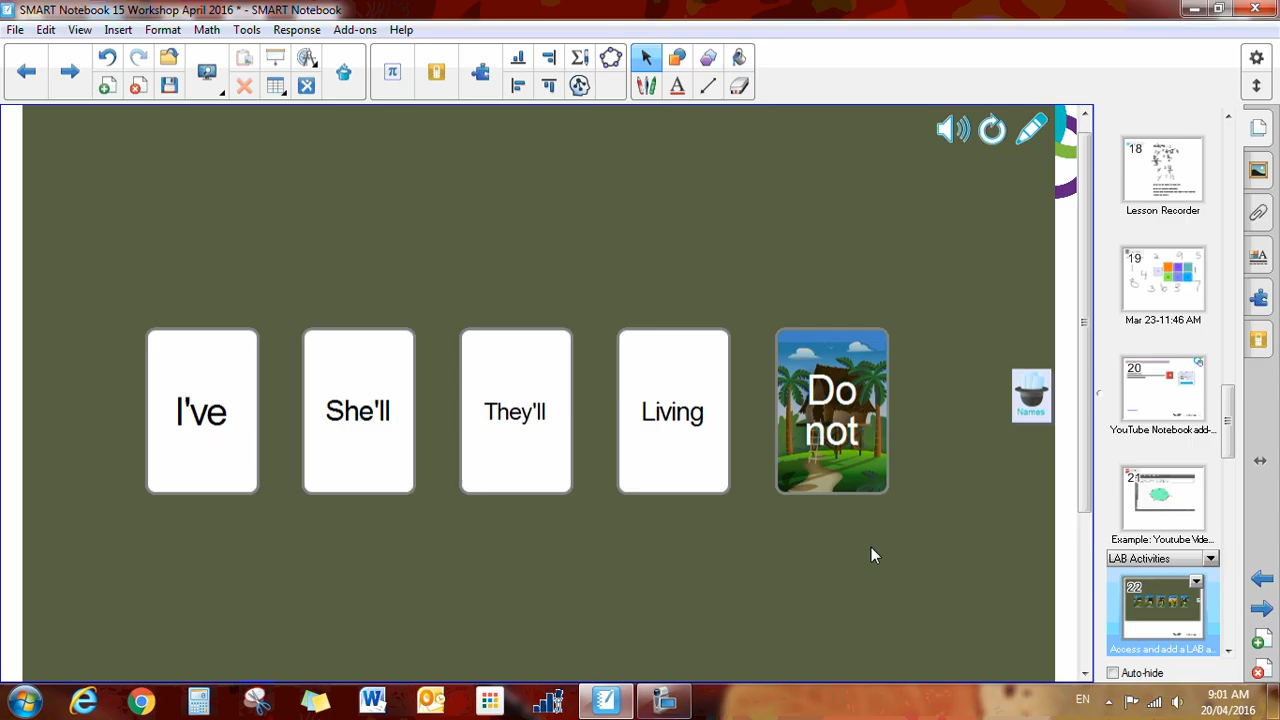 SMART Notebook 15 Workshop April 2016 * - SMART Notebook
File Edit View Insert Format Math Tools Response Add-ons Help
18
Lesson Recorder
19
Mar 23-11:46 AM
20
YouTube Notebook add-...
21
Example: Youtube Vide...
LAB Activities
22
Access and add a LAB a...
Auto-hide
I've
She'll
They'll
Living
Do
not
Names
EN
9:01 AM
20/04/2016